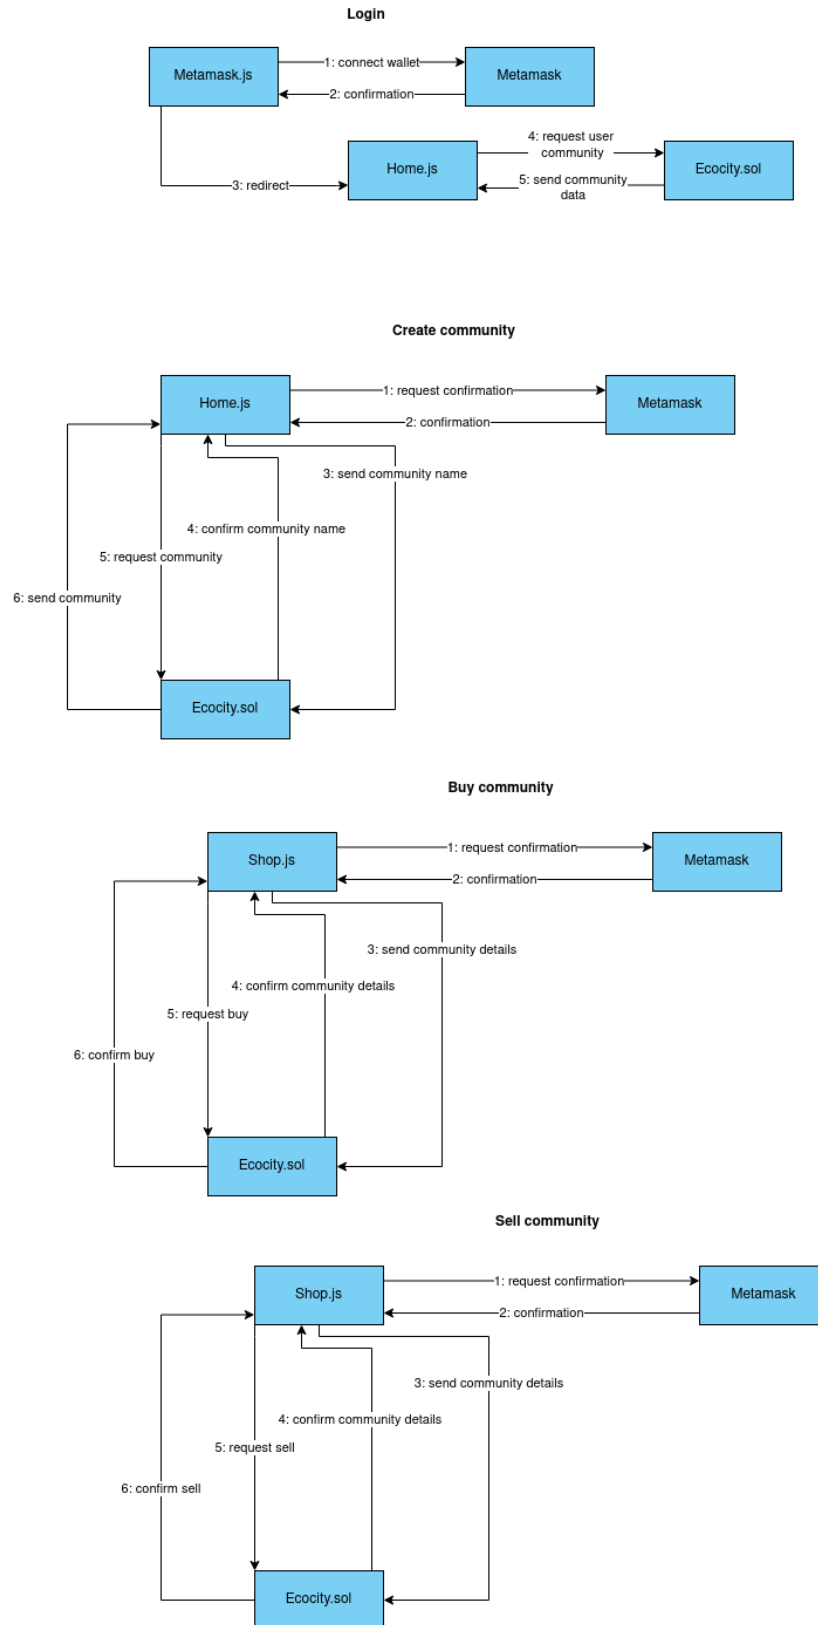 Login
Metamask.js
1: connect wallet
Metamask
2: confirmation
4: request user
community
Home.js
Ecocity.sol
3: redirect
5: send community
data
Create community
Home.js
1: request confirmation
Metamask
2: confirmation
3: send community name
4: confirm community name
5: request community
6: send community
Ecocity.sol
Buy community
Shop.js
1: request confirmation
Metamask
2: confirmation
3: send community details
4: confirm community details
5: request buy
6: confirm buy
Ecocity.sol
Sell community
Shop.js
1: request confirmation
Metamask
2: confirmation
3: send community details
4: confirm community details
5: request sell
6: confirm sell
Ecocity.sol